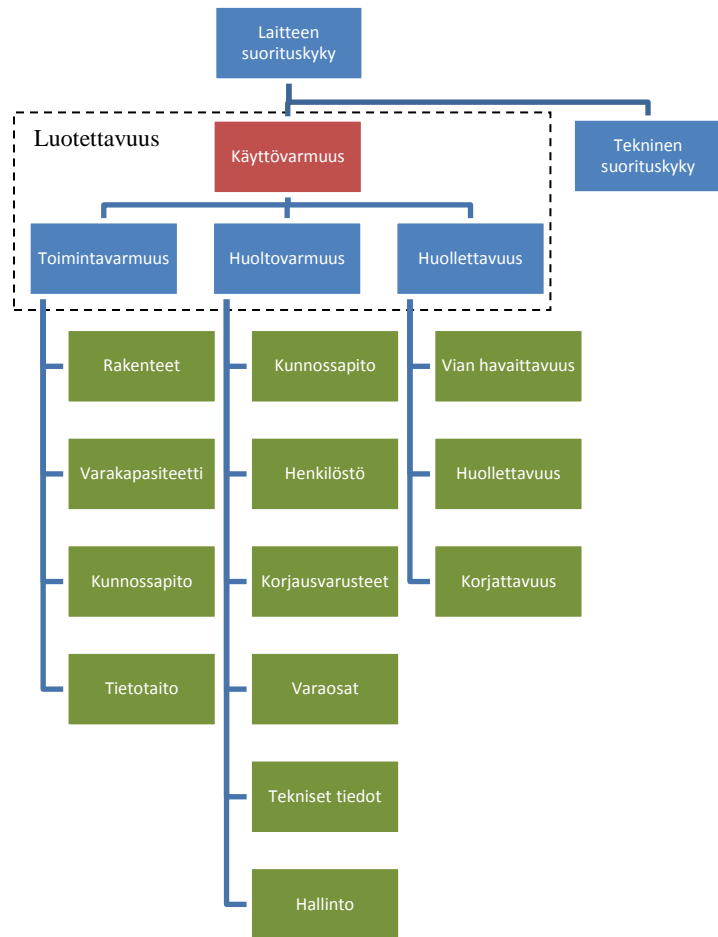 Laitteen
suorituskyky
Luotettavuus
Käyttövarmuus
Tekninen
suorituskyky
Toimintavarmuus
Huoltovarmuus
Huollettavuus
Rakenteet
Kunnossapito
Vian havaittavuus
Varakapasiteetti
Henkilöstö
Huollettavuus
Kunnossapito
Korjausvarusteet
Korjattavuus
Tietotaito
Varaosat
Tekniset tiedot
Hallinto